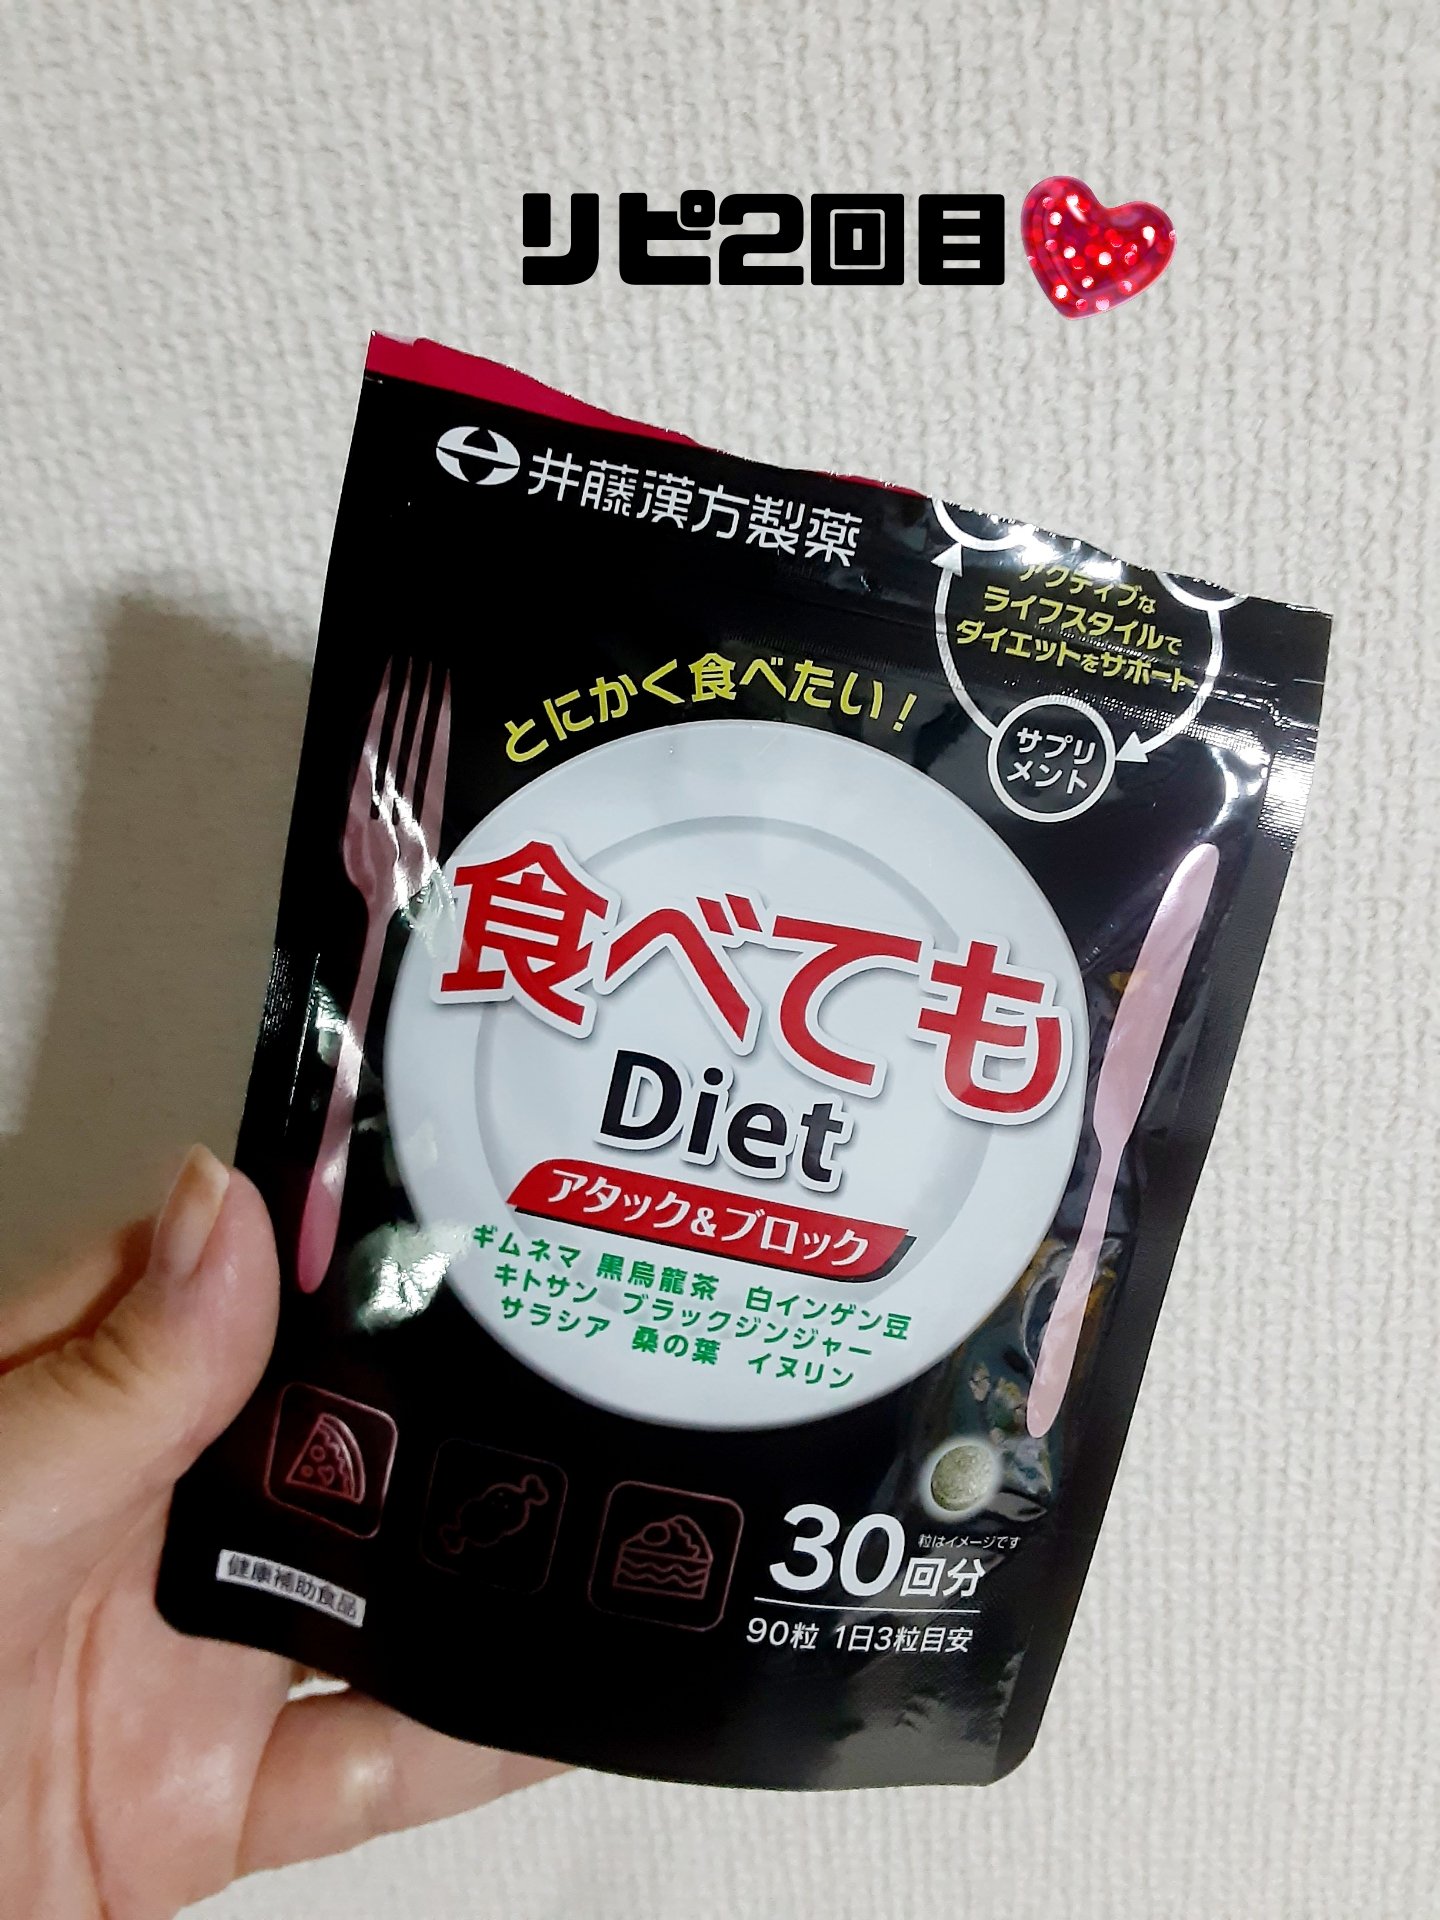 リピ2回目
井藤漢方製薬
アクティブな
ライフスタイルで
ダイエットをサポート
サプリ
メント
とにかく食べたい!
食べても
Diet
アタック&ブロック
ギムネマ 黒烏龍茶 白インゲン豆
キトサン ブラックジンジャー
サラシア 桑の葉 イヌリン
粒はイメージです
30回分
90粒 1日3粒目安
健康補助食品